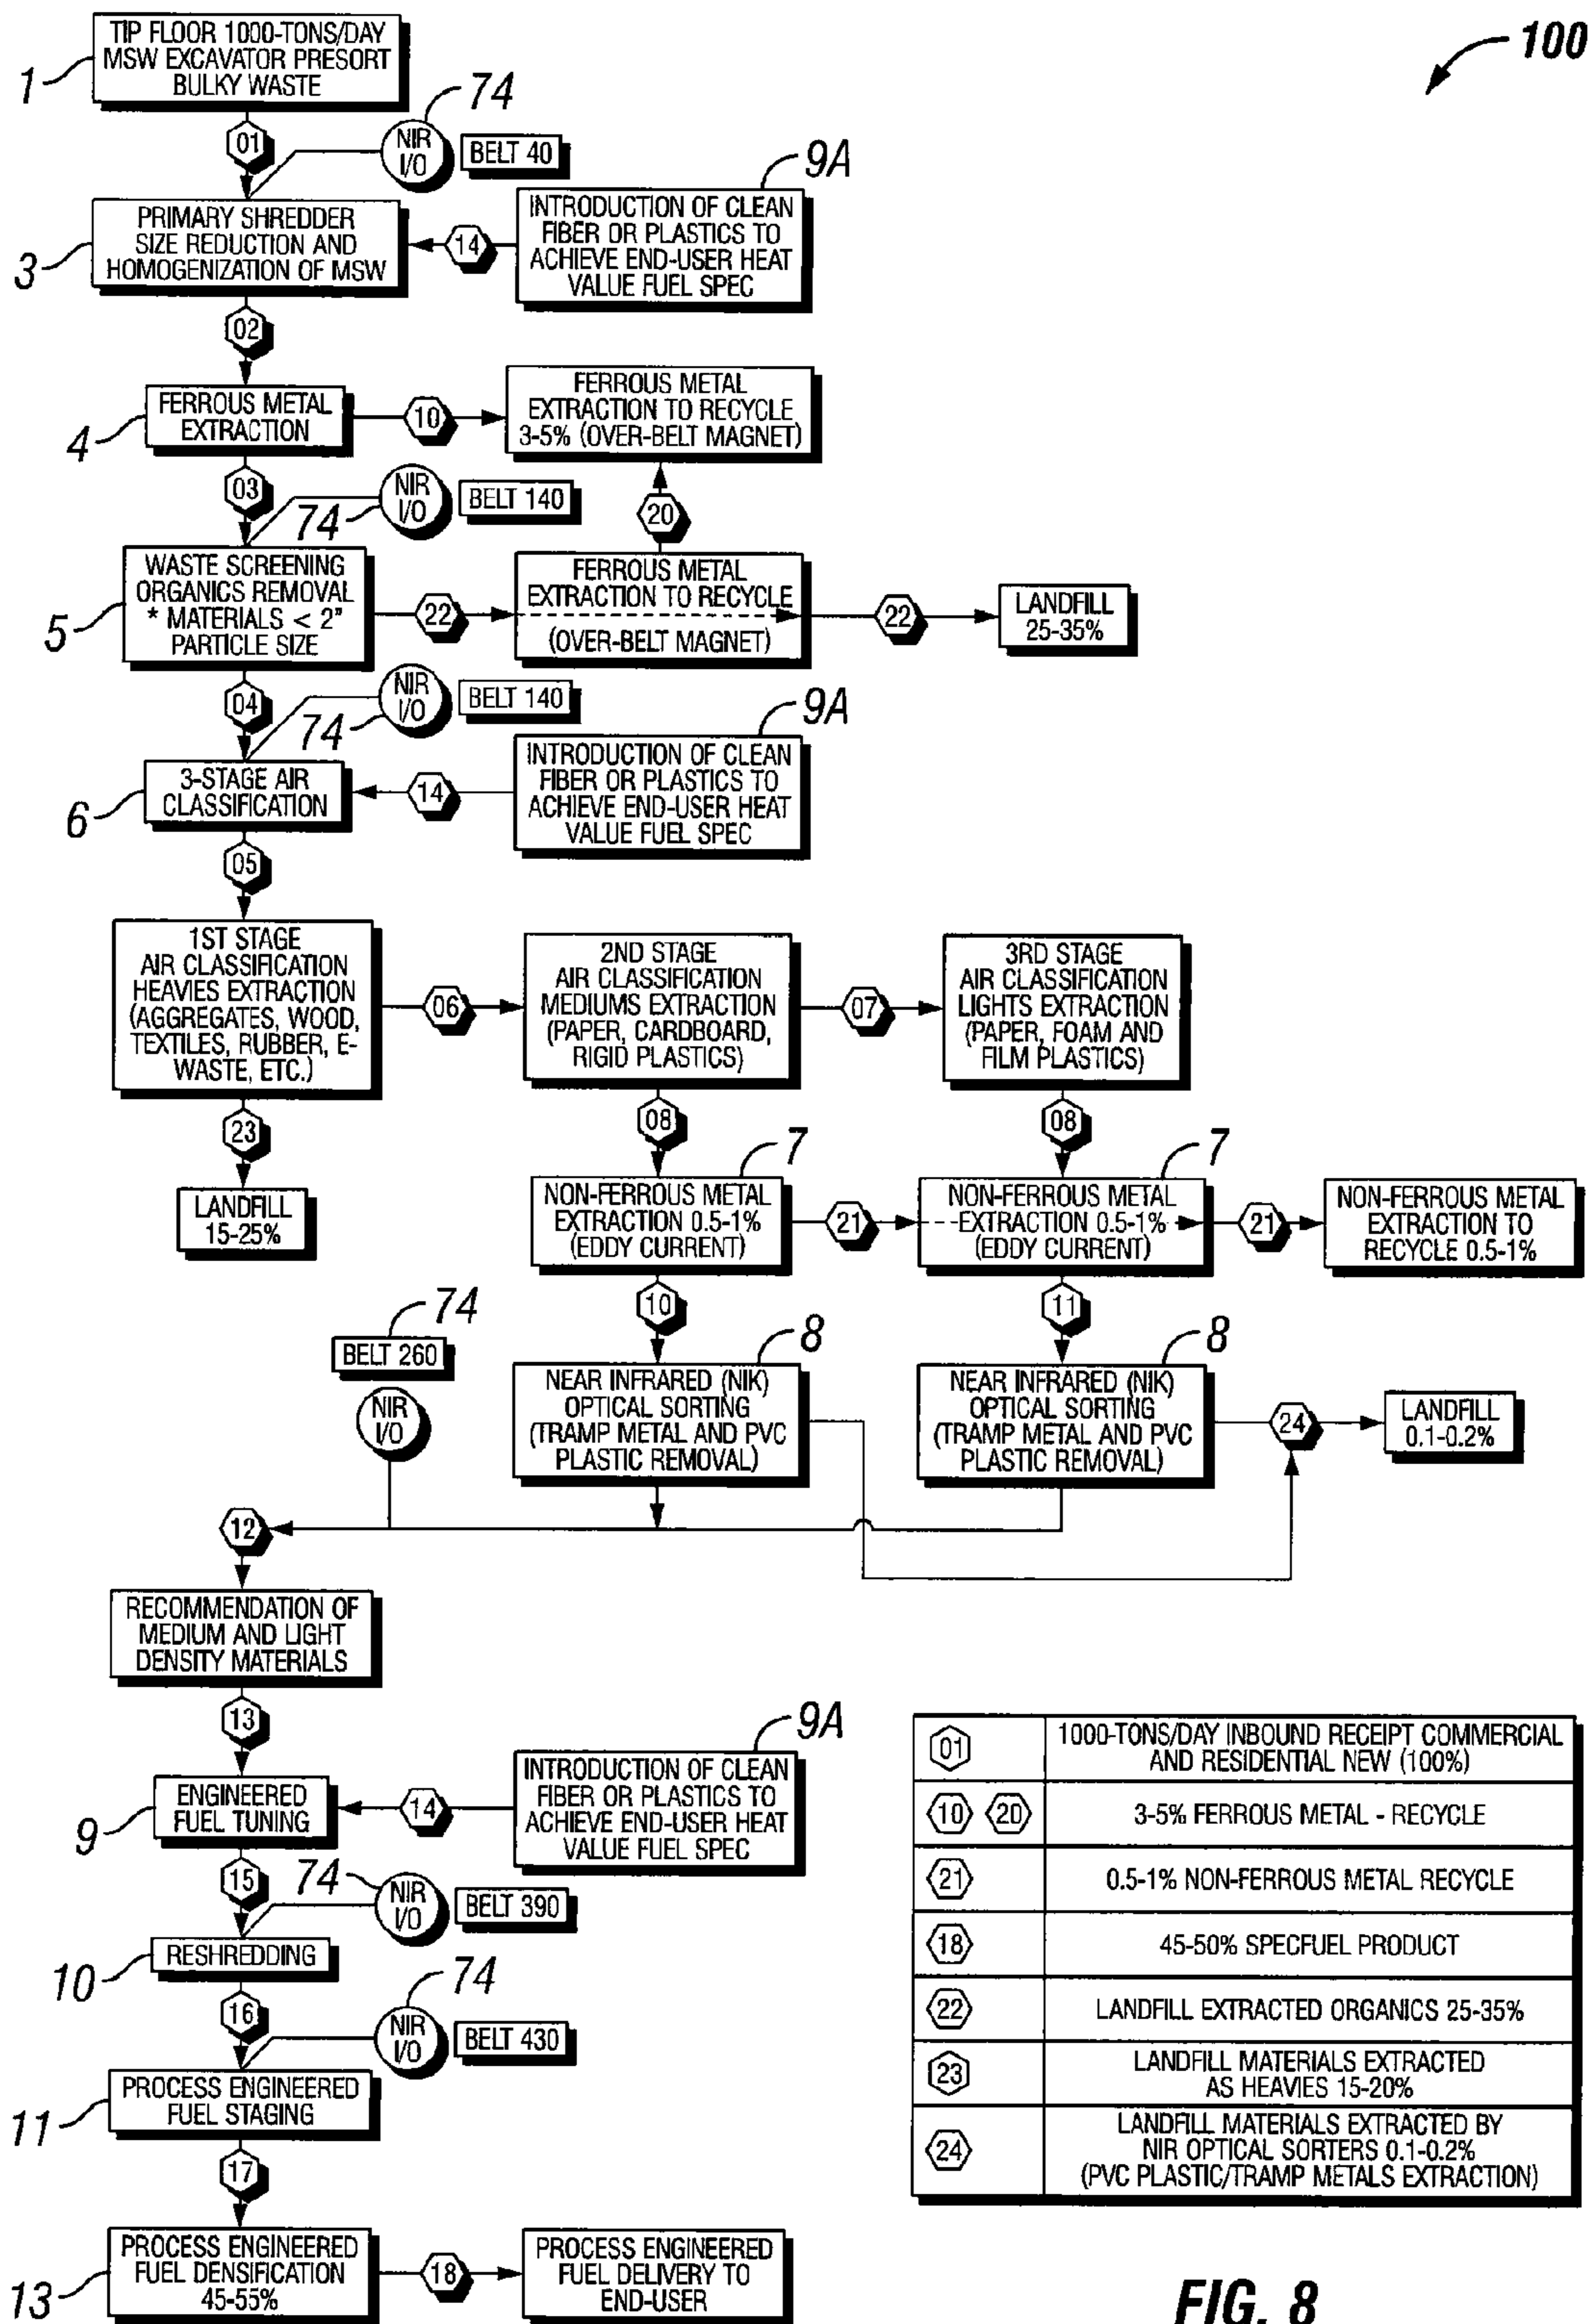 100
TIP FLOOR 1000-TONS/DAY
MSW EXCAVATOR PRESORT
BULKY WASTE
1
74
01
NIR
I/O
BELT 40
9A
PRIMARY SHREDDER
SIZE REDUCTION AND
HOMOGENIZATION OF MSW
3
14
INTRODUCTION OF CLEAN
FIBER OR PLASTICS TO
ACHIEVE END-USER HEAT
VALUE FUEL SPEC
02
FERROUS METAL
EXTRACTION
4
10
FERROUS METAL
EXTRACTION TO RECYCLE
3-5% (OVER-BELT MAGNET)
03
NIR
I/O
74
BELT 140
20
WASTE SCREENING
ORGANICS REMOVAL
* MATERIALS < 2"
PARTICLE SIZE
5
22
FERROUS METAL
EXTRACTION TO RECYCLE
(OVER-BELT MAGNET)
22
LANDFILL
25-35%
04
NIR
I/O
74
BELT 140
9A
3-STAGE AIR
CLASSIFICATION
6
14
INTRODUCTION OF CLEAN
FIBER OR PLASTICS TO
ACHIEVE END-USER HEAT
VALUE FUEL SPEC
05
1ST STAGE
AIR CLASSIFICATION
HEAVIES EXTRACTION
(AGGREGATES, WOOD,
TEXTILES, RUBBER, E-
WASTE, ETC.)
06
2ND STAGE
AIR CLASSIFICATION
MEDIUMS EXTRACTION
(PAPER, CARDBOARD,
RIGID PLASTICS)
07
3RD STAGE
AIR CLASSIFICATION
LIGHTS EXTRACTION
(PAPER, FOAM AND
FILM PLASTICS)
23
08
08
LANDFILL
15-25%
7
NON-FERROUS METAL
EXTRACTION 0.5-1%
(EDDY CURRENT)
21
7
NON-FERROUS METAL
EXTRACTION 0.5-1%
(EDDY CURRENT)
21
NON-FERROUS METAL
EXTRACTION TO
RECYCLE 0.5-1%
10
11
74
BELT 260
NIR
I/O
8
NEAR INFRARED (NIK)
OPTICAL SORTING
(TRAMP METAL AND PVC
PLASTIC REMOVAL)
8
NEAR INFRARED (NIK)
OPTICAL SORTING
(TRAMP METAL AND PVC
PLASTIC REMOVAL)
24
LANDFILL
0.1-0.2%
12
RECOMMENDATION OF
MEDIUM AND LIGHT
DENSITY MATERIALS
13
9A
ENGINEERED
FUEL TUNING
9
14
INTRODUCTION OF CLEAN
FIBER OR PLASTICS TO
ACHIEVE END-USER HEAT
VALUE FUEL SPEC
15
74
NIR
I/O
BELT 390
RESHREDDING
10
74
16
NIR
I/O
BELT 430
PROCESS ENGINEERED
FUEL STAGING
11
17
PROCESS ENGINEERED
FUEL DENSIFICATION
45-55%
13
18
PROCESS ENGINEERED
FUEL DELIVERY TO
END-USER
01 1000-TONS/DAY INBOUND RECEIPT COMMERCIAL
AND RESIDENTIAL NEW (100%)
10 20 3-5% FERROUS METAL - RECYCLE
21 0.5-1% NON-FERROUS METAL RECYCLE
18 45-50% SPECFUEL PRODUCT
22 LANDFILL EXTRACTED ORGANICS 25-35%
23 LANDFILL MATERIALS EXTRACTED
AS HEAVIES 15-20%
24 LANDFILL MATERIALS EXTRACTED BY
NIR OPTICAL SORTERS 0.1-0.2%
(PVC PLASTIC/TRAMP METALS EXTRACTION)
FIG. 8